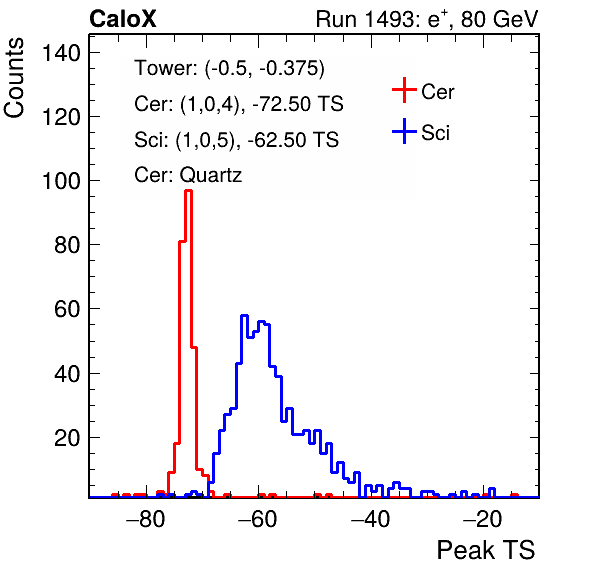 CaloX Run 1493: e⁺, 80 GeV
Counts
Tower: (-0.5, -0.375)
Cer: (1,0,4), -72.50 TS
Sci: (1,0,5), -62.50 TS
Cer: Quartz
Cer
Sci
140
120
100
80
60
40
20
−80 −60 −40 −20
Peak TS